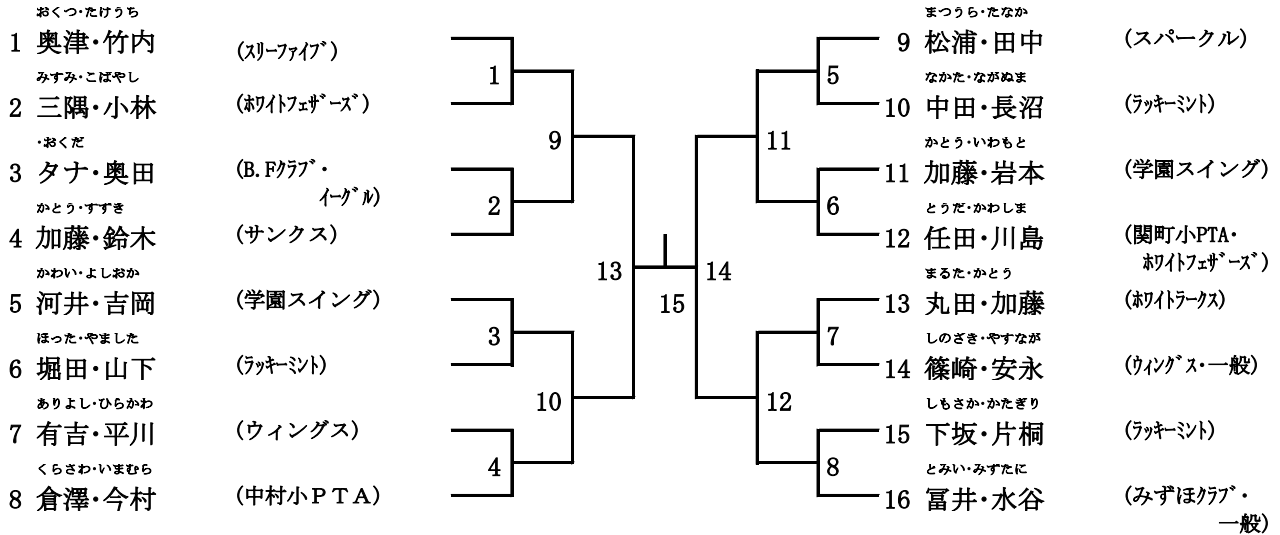 おくつ・たけうち
1 奥津・竹内 (ｽﾘｰﾌｧｲﾌﾞ)
みすみ・こばやし
2 三隅・小林 (ﾎﾜｲﾄﾌｪｻﾞｰｽﾞ)
・おくだ
3 タナ・奥田 (B.Fｸﾗﾌﾞ・
ｲｰｸﾞﾙ)
かとう・すずき
4 加藤・鈴木 (サンクス)
かわい・よしおか
5 河井・吉岡 (学園スイング)
ほった・やました
6 堀田・山下 (ﾗｯｷｰﾐﾝﾄ)
ありよし・ひらかわ
7 有吉・平川 (ウィングス)
くらさわ・いまむら
8 倉澤・今村 (中村小ＰＴＡ)
1
9
2
13
3
10
4
15
5
11
6
14
7
12
8
まつうら・たなか
9 松浦・田中 (スパークル)
なかた・ながぬま
10 中田・長沼 (ﾗｯｷｰﾐﾝﾄ)
かとう・いわもと
11 加藤・岩本 (学園スイング)
とうだ・かわしま
12 任田・川島 (関町小PTA・
ﾎﾜｲﾄﾌｪｻﾞｰｽﾞ)
まるた・かとう
13 丸田・加藤 (ﾎﾜｲﾄﾗｰｸｽ)
しのざき・やすなが
14 篠崎・安永 (ｳｨﾝｸﾞｽ・一般)
しもさか・かたぎり
15 下坂・片桐 (ﾗｯｷｰﾐﾝﾄ)
とみい・みずたに
16 冨井・水谷 (みずほｸﾗﾌﾞ・
一般)